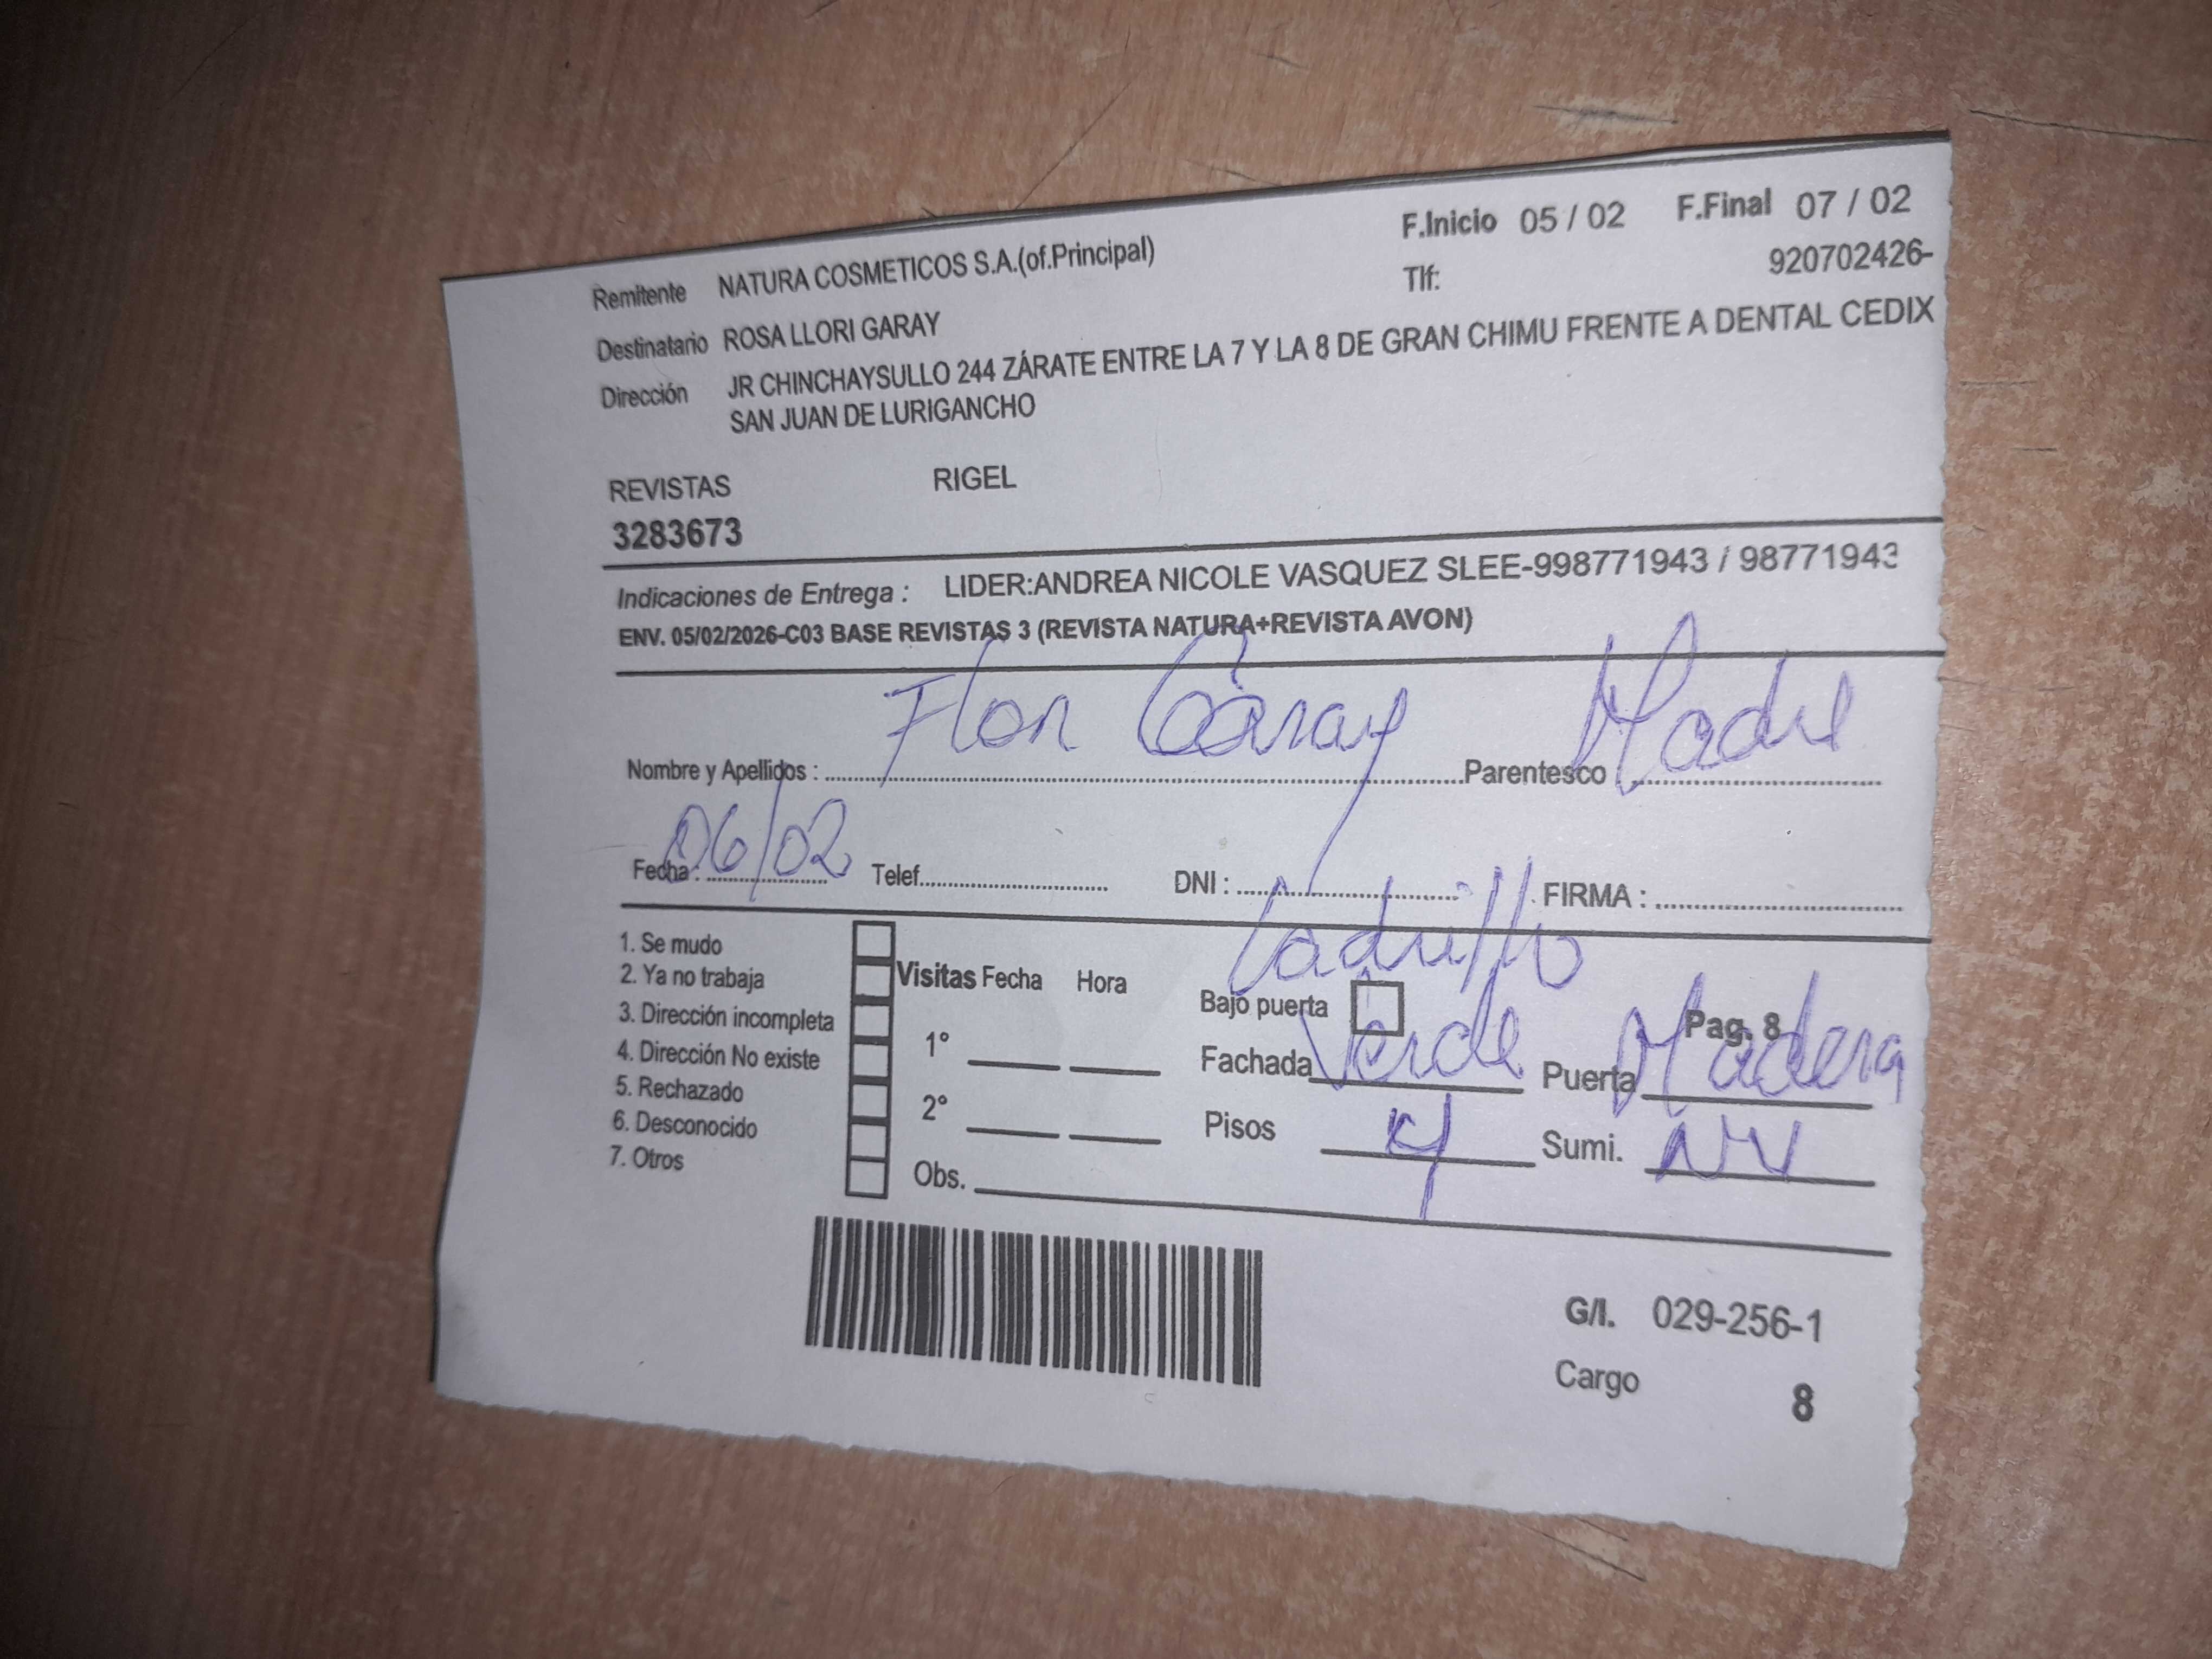 F.Inicio 05 / 02 F.Final 07 / 02
Remitente NATURA COSMETICOS S.A.(of.Principal) Tlf: 920702426-
Destinatario ROSA LLORI GARAY
Dirección JR CHINCHAYSULLO 244 ZÁRATE ENTRE LA 7 Y LA 8 DE GRAN CHIMU FRENTE A DENTAL CEDIX
SAN JUAN DE LURIGANCHO
REVISTAS RIGEL
3283673
Indicaciones de Entrega : LIDER:ANDREA NICOLE VASQUEZ SLEE-998771943 / 98771943
ENV. 05/02/2026-C03 BASE REVISTAS 3 (REVISTA NATURA+REVISTA AVON)
Nombre y Apellidos : Flor Garay Parentesco : Madre
Fecha : 06/02 Telef. DNI : FIRMA :
Ladrillo
1. Se mudo
2. Ya no trabaja Visitas Fecha Hora Bajo puerta Pag. 8
3. Dirección incompleta 1° Fachada Verde Puerta Madera
4. Dirección No existe
5. Rechazado 2° Pisos 4 Sumi. NV
6. Desconocido
7. Otros Obs.
G/I. 029-256-1
Cargo 8